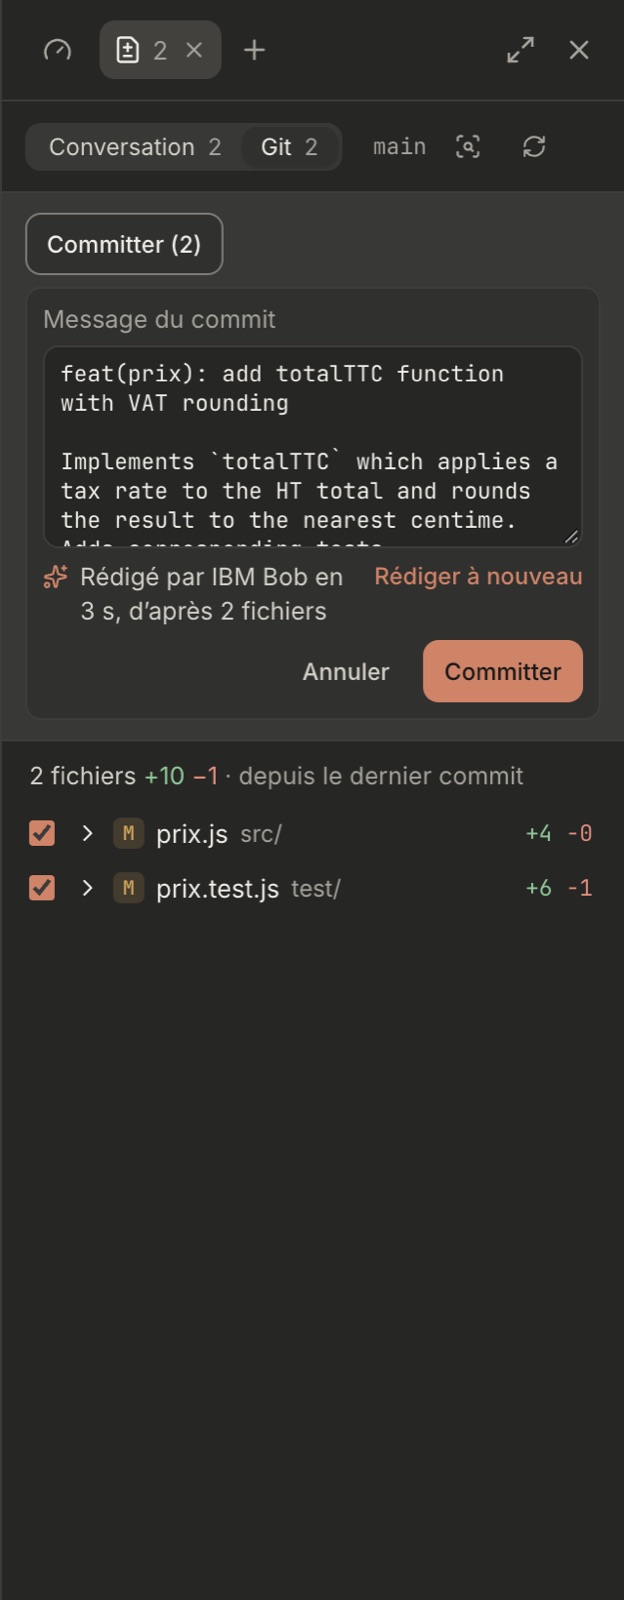 2
Conversation 2 Git 2 main
Committer (2)
Message du commit
feat(prix): add totalTTC function
with VAT rounding
Implements `totalTTC` which applies a
tax rate to the HT total and rounds
the result to the nearest centime.
Adds corresponding tests
Rédigé par IBM Bob en
3 s, d’après 2 fichiers
Rédiger à nouveau
Annuler Committer
2 fichiers +10 −1 · depuis le dernier commit
M prix.js src/ +4 -0
M prix.test.js test/ +6 -1